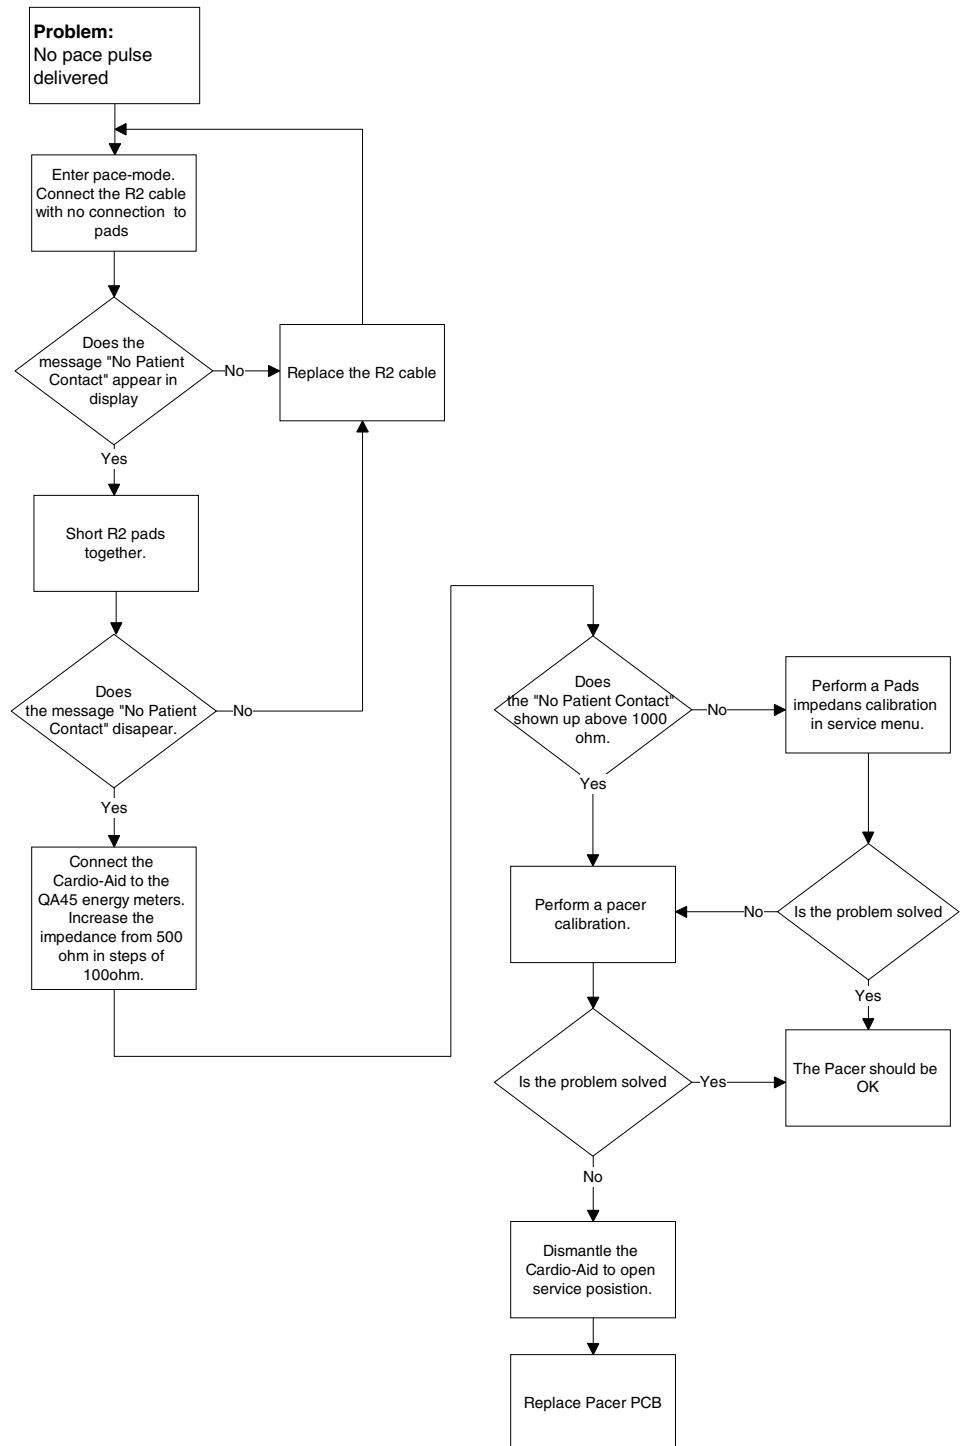 Problem:
No pace pulse
delivered
Enter pace-mode.
Connect the R2 cable
with no connection to
pads
Does the
message "No Patient
Contact" appear in
display
No
Replace the R2 cable
Yes
Short R2 pads
together.
Does
the message "No Patient
Contact" disapear.
No
Yes
Connect the
Cardio-Aid to the
QA45 energy meters.
Increase the
impedance from 500
ohm in steps of
100ohm.
Does
the "No Patient Contact"
shown up above 1000
ohm.
No
Perform a Pads
impedans calibration
in service menu.
Yes
Perform a pacer
calibration.
No
Is the problem solved
Yes
Is the problem solved
Yes
The Pacer should be
OK
No
Dismantle the
Cardio-Aid to open
service posistion.
Replace Pacer PCB